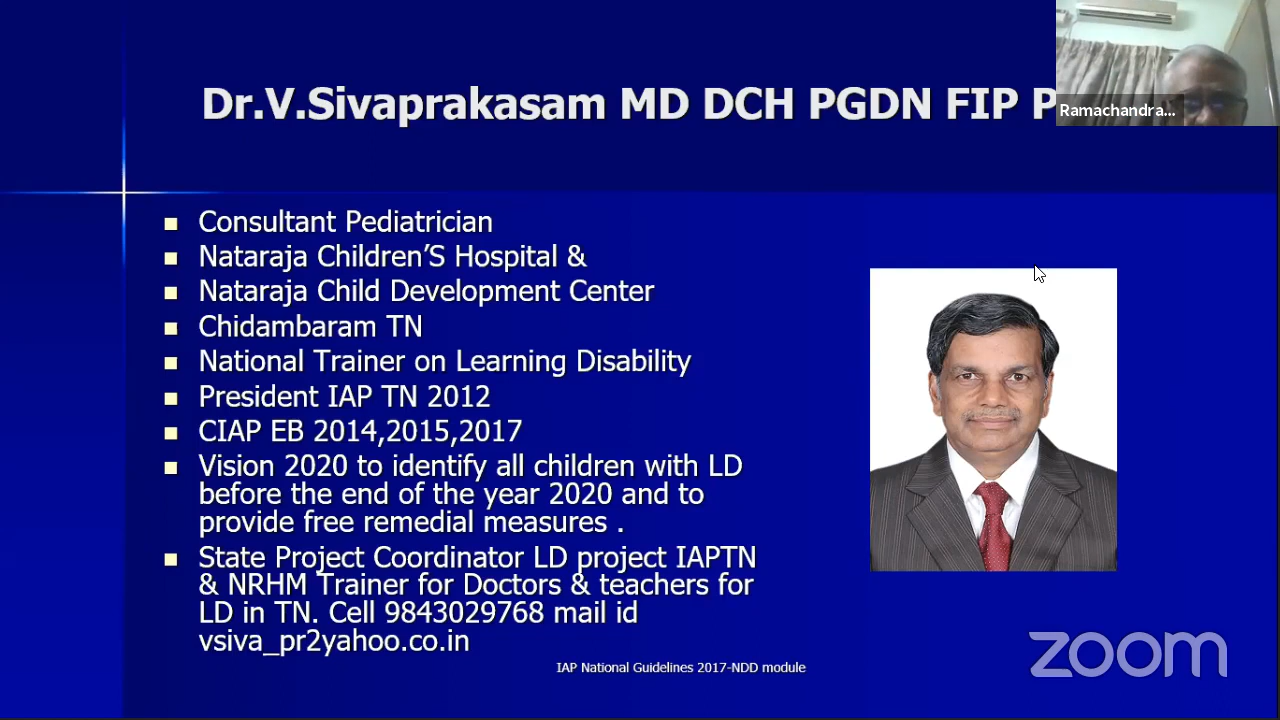 Dr.V.Sivaprakasam MD DCH PGDN FIP P
Ramachandra...
Consultant Pediatrician
Nataraja Children’S Hospital &
Nataraja Child Development Center
Chidambaram TN
National Trainer on Learning Disability
President IAP TN 2012
CIAP EB 2014,2015,2017
Vision 2020 to identify all children with LD
before the end of the year 2020 and to
provide free remedial measures .
State Project Coordinator LD project IAPTN
& NRHM Trainer for Doctors & teachers for
LD in TN. Cell 9843029768 mail id
vsiva_pr2yahoo.co.in
IAP National Guidelines 2017-NDD module
zoom